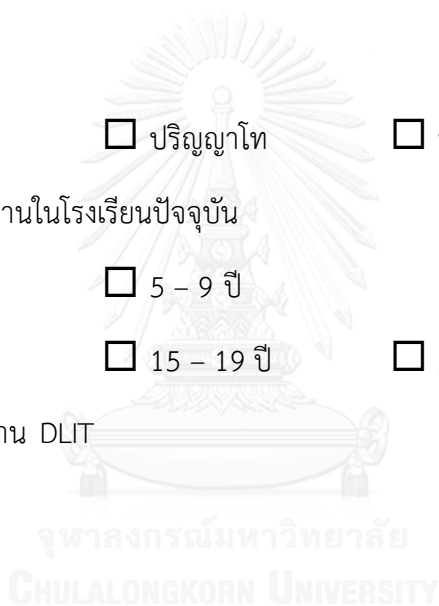 ☐ ปริญญาโท ☐
านในโรงเรียนปัจจุบัน
☐ 5 – 9 ปี
☐ 15 – 19 ปี ☐
าน DLIT
จุฬาลงกรณ์มหาวิทยาลัย
CHULALONGKORN UNIVERSITY